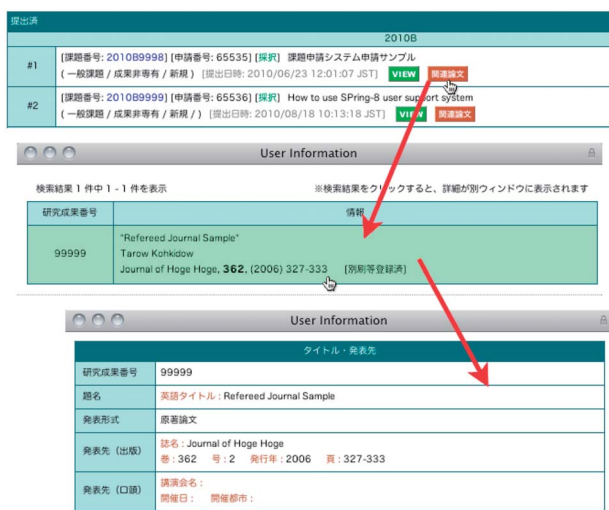 提出済
2010B
#1
[課題番号: 2010B9998] [申請番号: 65535] [採択] 課題申請システム申請サンプル
( 一般課題 / 成果非専有 / 新規 ) [提出日時: 2010/06/23 12:01:07 JST] VIEW 関連論文
#2
[課題番号: 2010B9999] [申請番号: 65536] [採択] How to use SPring-8 user support system
( 一般課題 / 成果非専有 / 新規 / ) [提出日時: 2010/08/18 10:13:18 JST] VIEW 関連論文
User Information
検索結果 1 件中 1 - 1 件を表示 ※検索結果をクリックすると、詳細が別ウィンドウに表示されます
研究成果番号 情報
99999
"Refereed Journal Sample"
Tarow Kohkidow
Journal of Hoge Hoge, 362, (2006) 327-333 [別刷等登録済]
User Information
タイトル・発表先
研究成果番号 99999
題名 英語タイトル : Refereed Journal Sample
発表形式 原著論文
発表先（出版） 誌名 : Journal of Hoge Hoge
巻 : 362 号 : 2 発行年 : 2006 頁 : 327-333
発表先（口頭） 講演会名 :
開催日 : 開催都市 :